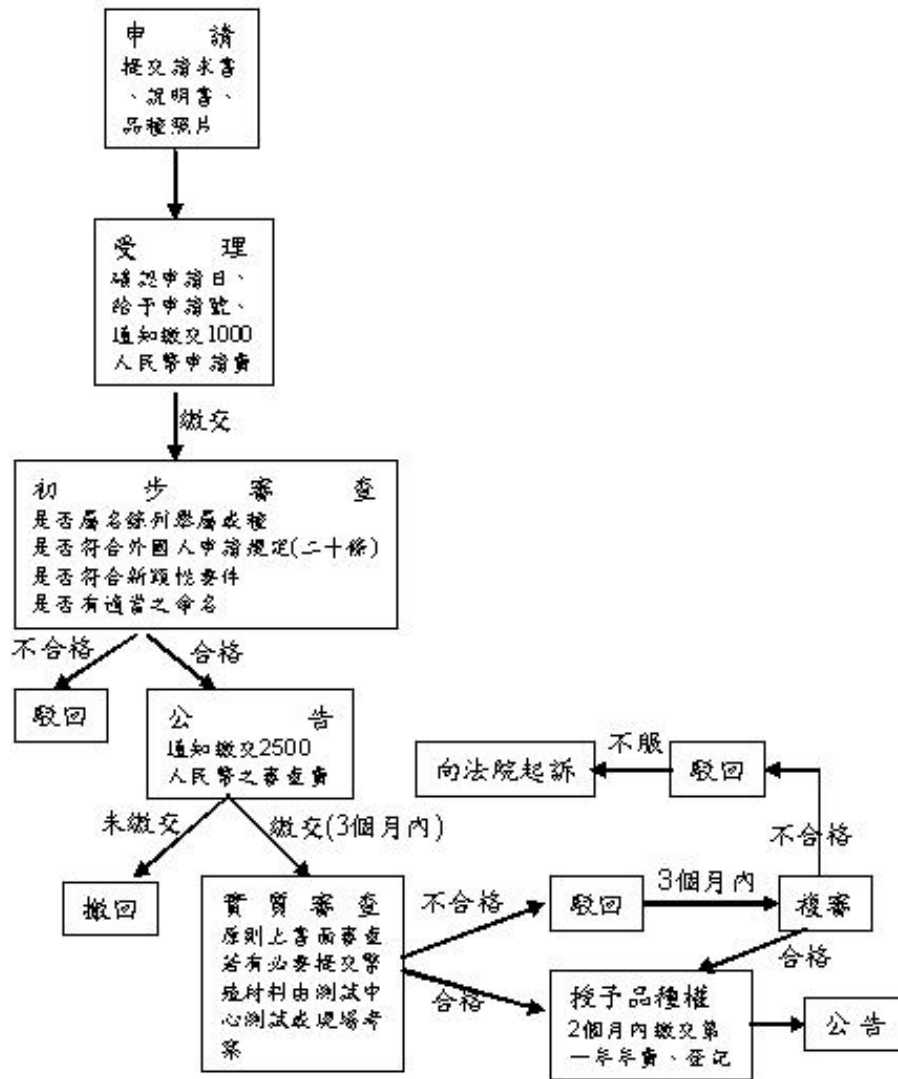 申請
提交請求書
、說明書、
品種照片
受理
確認申請日、
給予申請號、
通知繳交1000
人民幣申請費
繳交
初步審查
是否屬名錄列舉屬或種
是否符合外國人申請規定(二十條)
是否符合新穎性要件
是否有適當之命名
不合格
合格
駁回
公告
通知繳交2500
人民幣之審查費
未繳交
繳交(3個月內)
撤回
實質審查
原則上書面審查
若有必要提交繁
殖材料由測試中
心測試或現場考
察
不合格
合格
駁回
3個月內
複審
不合格
駁回
不服
向法院起訴
合格
授予品種權
2個月內繳交第
一年年費、登記
公告